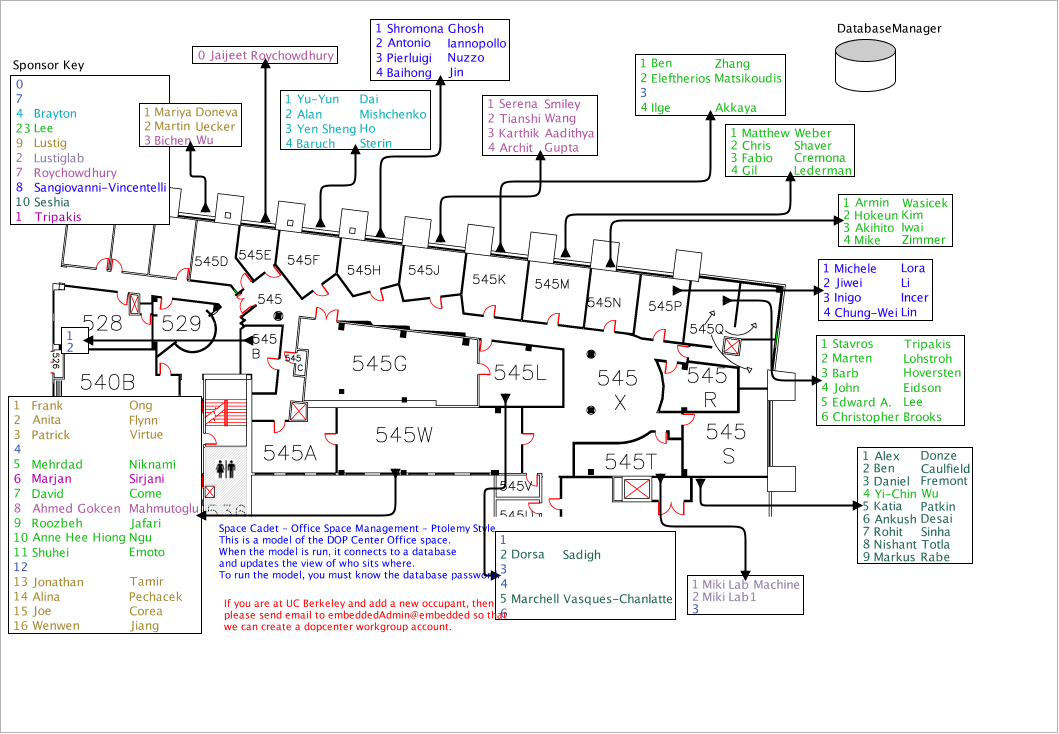 DatabaseManager
Sponsor Key
0
7
4 Brayton
23 Lee
9 Lustig
2 Lustiglab
7 Roychowdhury
8 Sangiovanni-Vincentelli
10 Seshia
1 Tripakis
0 Jaijeet Roychowdhury
1 Shromona Ghosh
2 Antonio Iannopollo
3 Pierluigi Nuzzo
4 Baihong Jin
1 Mariya Doneva
2 Martin Uecker
3 Bichen Wu
1 Yu-Yun Dai
2 Alan Mishchenko
3 Yen Sheng Ho
4 Baruch Sterin
1 Serena Smiley
2 Tianshi Wang
3 Karthik Aadithya
4 Archit Gupta
1 Ben Zhang
2 Eleftherios Matsikoudis
3
4 Ilge Akkaya
1 Matthew Weber
2 Chris Shaver
3 Fabio Cremona
4 Gil Lederman
1 Armin Wasicek
2 Hokeun Kim
3 Akihito Iwai
4 Mike Zimmer
1 Michele Lora
2 Jiwei Li
3 Inigo Incer
4 Chung-Wei Lin
1 Stavros Tripakis
2 Marten Lohstroh
3 Barb Hoversten
4 John Eidson
5 Edward A. Lee
6 Christopher Brooks
1 Alex Donze
2 Ben Caulfield
3 Daniel Fremont
4 Yi-Chin Wu
5 Katia Patkin
6 Ankush Desai
7 Rohit Sinha
8 Nishant Totla
9 Markus Rabe
545D
545E
545F
545H
545J
545K
545M
545N
545P
545Q
545
528
529
1
2
545
B
545
C
545G
545L
545
X
545
R
545
S
526
540B
545A
545W
545T
545V
545U
536
1 Frank Ong
2 Anita Flynn
3 Patrick Virtue
4
5 Mehrdad Niknami
6 Marjan Sirjani
7 David Come
8 Ahmed Gokcen Mahmutoglu
9 Roozbeh Jafari
10 Anne Hee Hiong Ngu
11 Shuhei Emoto
12
13 Jonathan Tamir
14 Alina Pechacek
15 Joe Corea
16 Wenwen Jiang
Space Cadet - Office Space Management - Ptolemy Style
This is a model of the DOP Center Office space.
When the model is run, it connects to a database
and updates the view of who sits where.
To run the model, you must know the database password.
If you are at UC Berkeley and add a new occupant, then
please send email to embeddedAdmin@embedded so that
we can create a dopcenter workgroup account.
1
2 Dorsa Sadigh
3
4
5 Marchell Vasques-Chanlatte
6
1 Miki Lab Machine
2 Miki Lab1
3